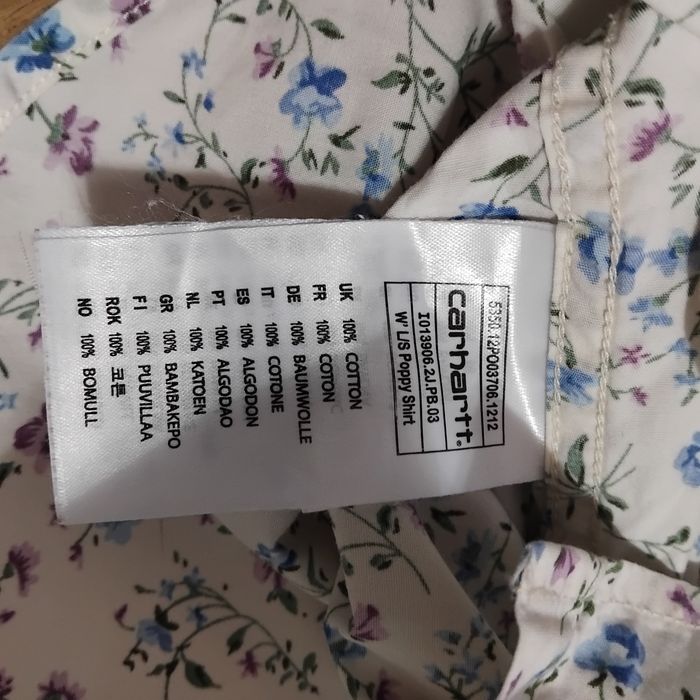 5350.12PO03706.1212
carhartt.
I013906.2J.PB.03
W' L/S Poppy Shirt
UK 100% COTTON
FR 100% COTON
DE 100% BAUMWOLLE
IT 100% COTONE
ES 100% ALGODON
PT 100% ALGODAO
NL 100% KATOEN
GR 100% BAMBAKEPO
FI 100% PUUVILLAA
ROK 100% 코튼
NO 100% BOMULL